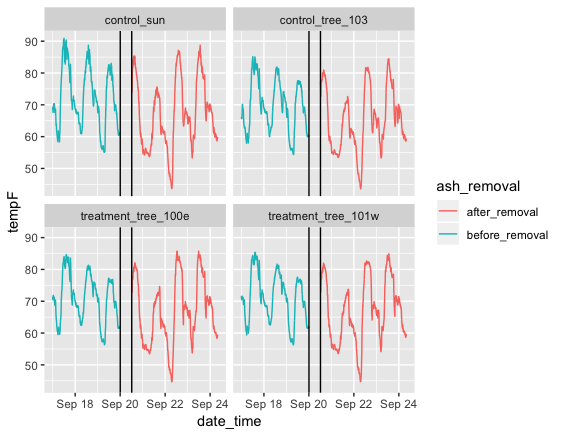 control_sun
control_tree_103
90
80
70
60
50
treatment_tree_100e
treatment_tree_101w
90
80
70
60
50
tempF
Sep 18
Sep 20
Sep 22
Sep 24
Sep 18
Sep 20
Sep 22
Sep 24
date_time
ash_removal
after_removal
before_removal